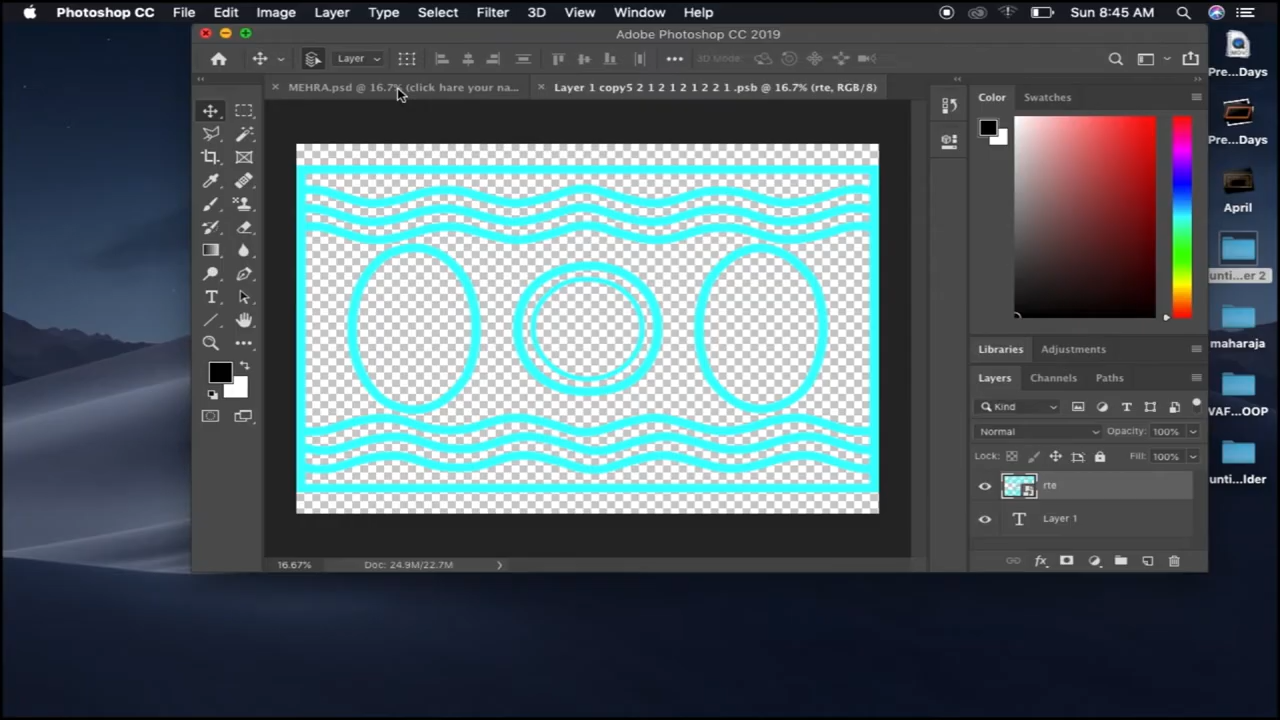 Photoshop CC File Edit Image Layer Type Select Filter 3D View Window Help Sun 8:45 AM
Adobe Photoshop CC 2019
Layer 3D Mode:
MEHRA.psd @ 16.7% (click hare your na... Layer 1 copy5 2 1 2 1 2 1 2 2 1 .psb @ 16.7% (rte, RGB/8)
Color Swatches
Libraries Adjustments
Layers Channels Paths
Kind
Normal Opacity: 100%
Lock: Fill: 100%
rte
Layer 1
16.67% Doc: 24.9M/22.7M
Pre...Days
Pre...Days
April
unti...er 2
maharaja
VAF...OOP
unti...lder